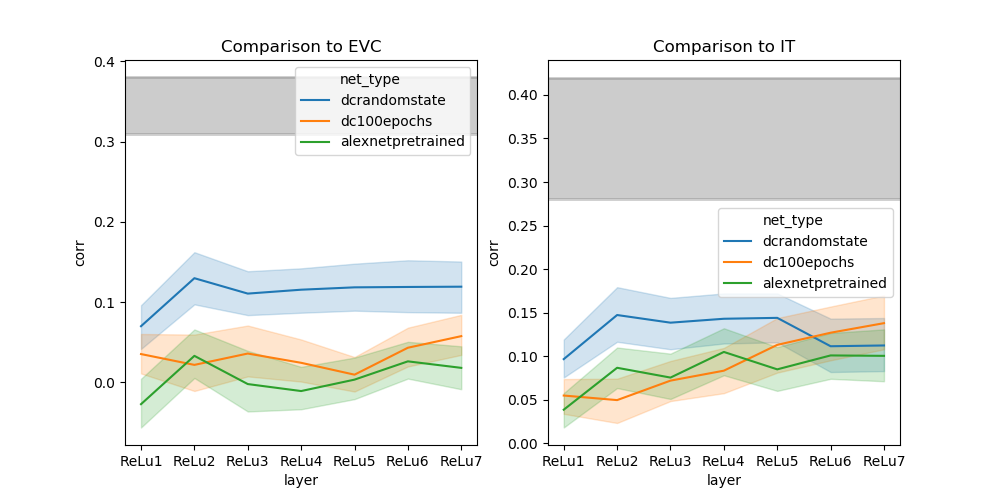 Comparison to EVC
0.4
0.3
0.2
0.1
0.0
corr
net_type
dcrandomstate
dc100epochs
alexnetpretrained
ReLu1 ReLu2 ReLu3 ReLu4 ReLu5 ReLu6 ReLu7
layer
Comparison to IT
0.40
0.35
0.30
0.25
0.20
0.15
0.10
0.05
0.00
corr
net_type
dcrandomstate
dc100epochs
alexnetpretrained
ReLu1 ReLu2 ReLu3 ReLu4 ReLu5 ReLu6 ReLu7
layer